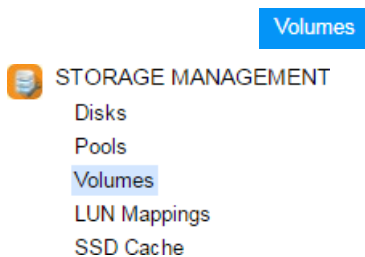 Volumes
STORAGE MANAGEMENT
Disks
Pools
Volumes
LUN Mappings
SSD Cache